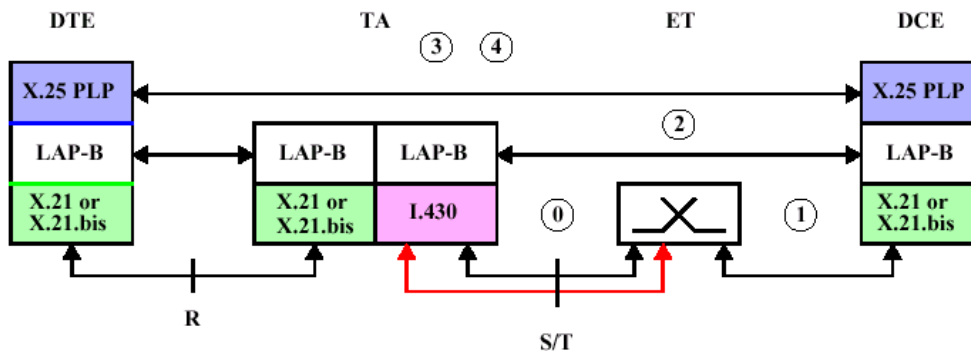 DTE
TA
ET
DCE
3
4
X.25 PLP
X.25 PLP
2
LAP-B
LAP-B
LAP-B
LAP-B
X.21 or
X.21.bis
X.21 or
X.21.bis
I.430
0
1
X.21 or
X.21.bis
R
S/T